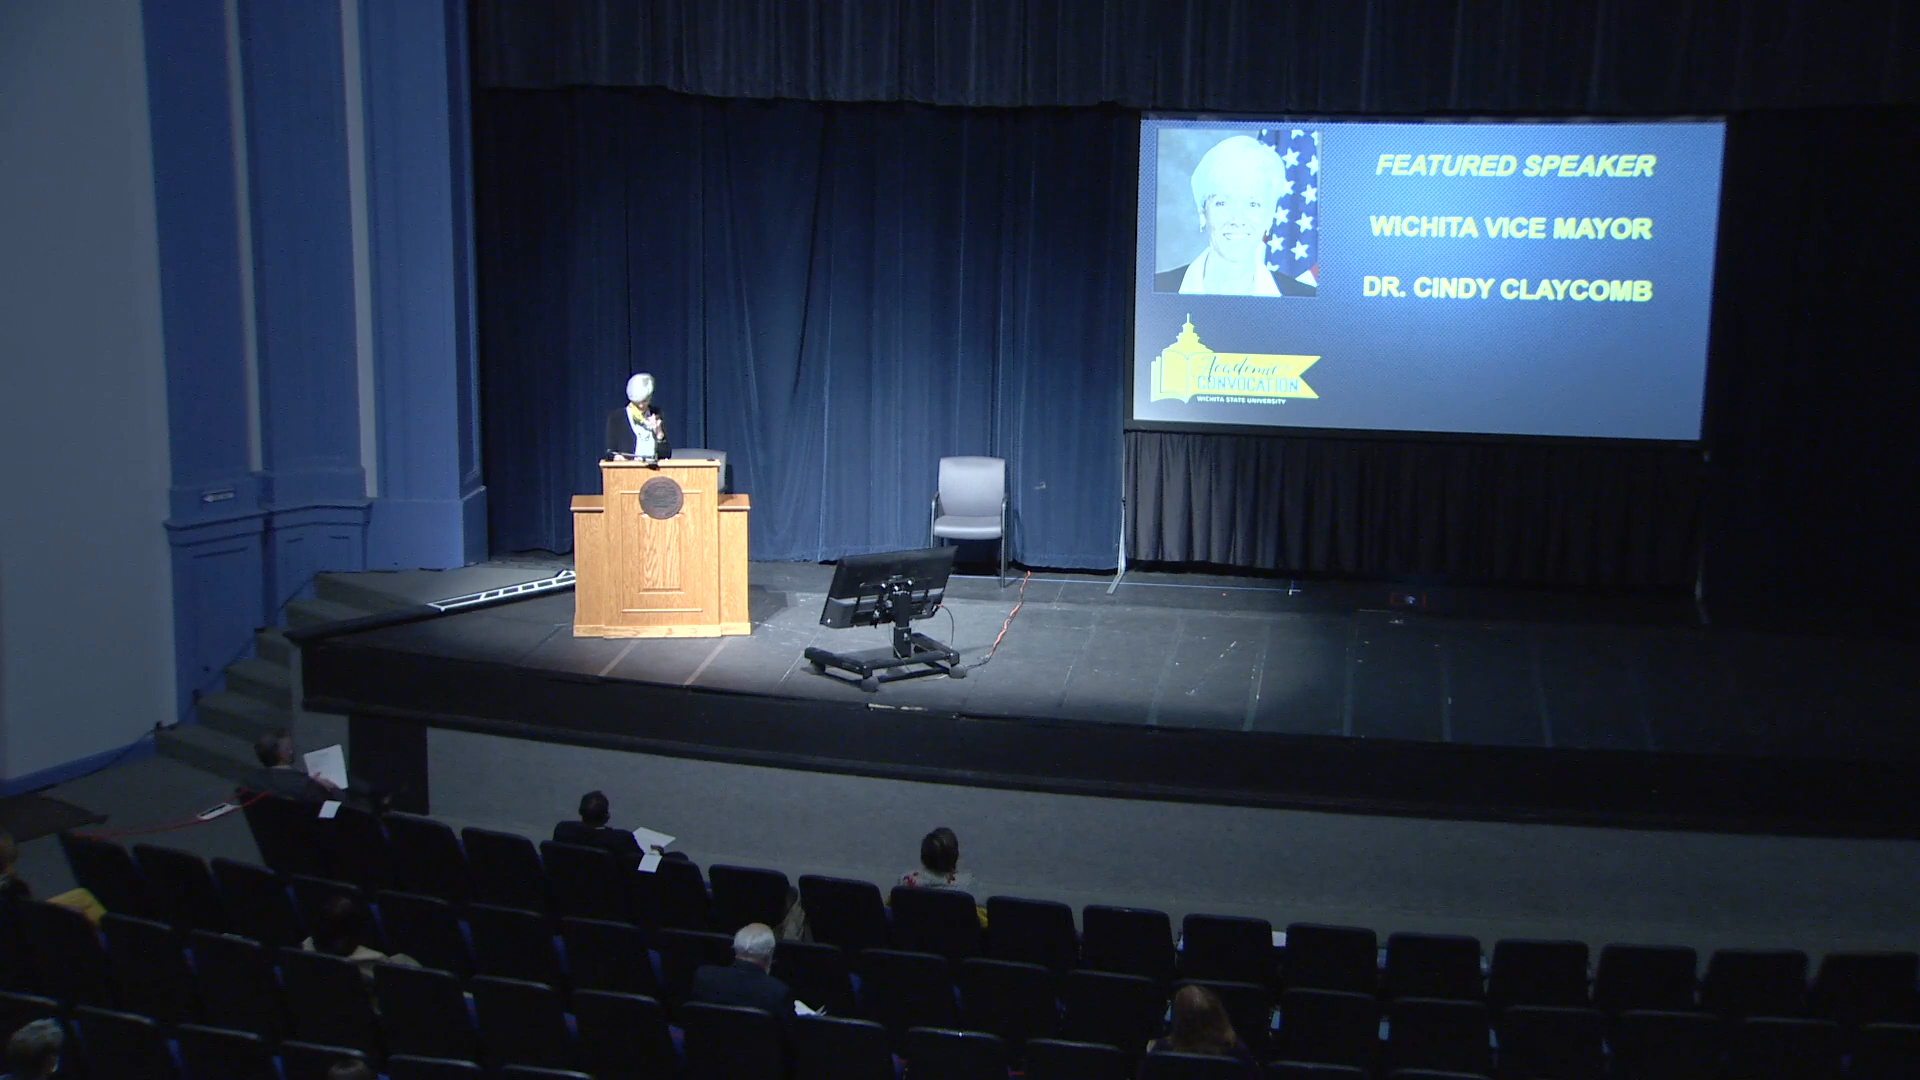 FEATURED SPEAKER
WICHITA VICE MAYOR
DR. CINDY CLAYCOMB
Academic
CONVOCATION
WICHITA STATE UNIVERSITY